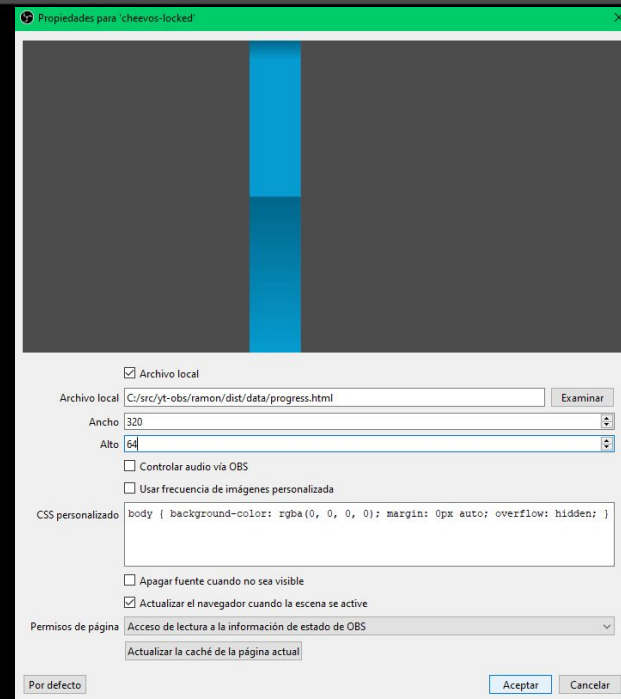 Propiedades para 'cheevos-locked'
Archivo local
Archivo local C:/src/yt-obs/ramon/dist/data/progress.html Examinar
Ancho 320
Alto 64
Controlar audio vía OBS
Usar frecuencia de imágenes personalizada
CSS personalizado body { background-color: rgba(0, 0, 0, 0); margin: 0px auto; overflow: hidden; }
Apagar fuente cuando no sea visible
Actualizar el navegador cuando la escena se active
Permisos de página Acceso de lectura a la información de estado de OBS
Actualizar la caché de la página actual
Por defecto Aceptar Cancelar